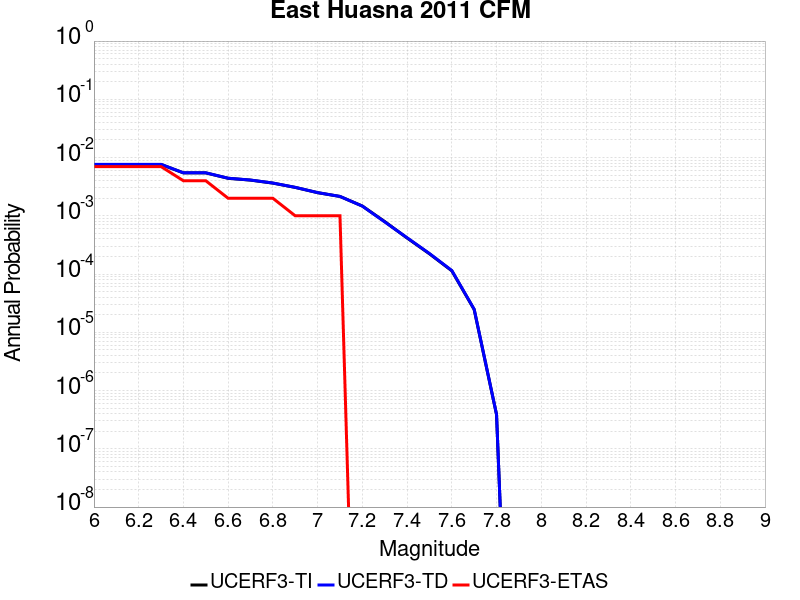 East Huasna 2011 CFM
10^0
10^-1
10^-2
10^-3
10^-4
10^-5
10^-6
10^-7
10^-8
Annual Probability
6 6.2 6.4 6.6 6.8 7 7.2 7.4 7.6 7.8 8 8.2 8.4 8.6 8.8 9
Magnitude
UCERF3-TI UCERF3-TD UCERF3-ETAS